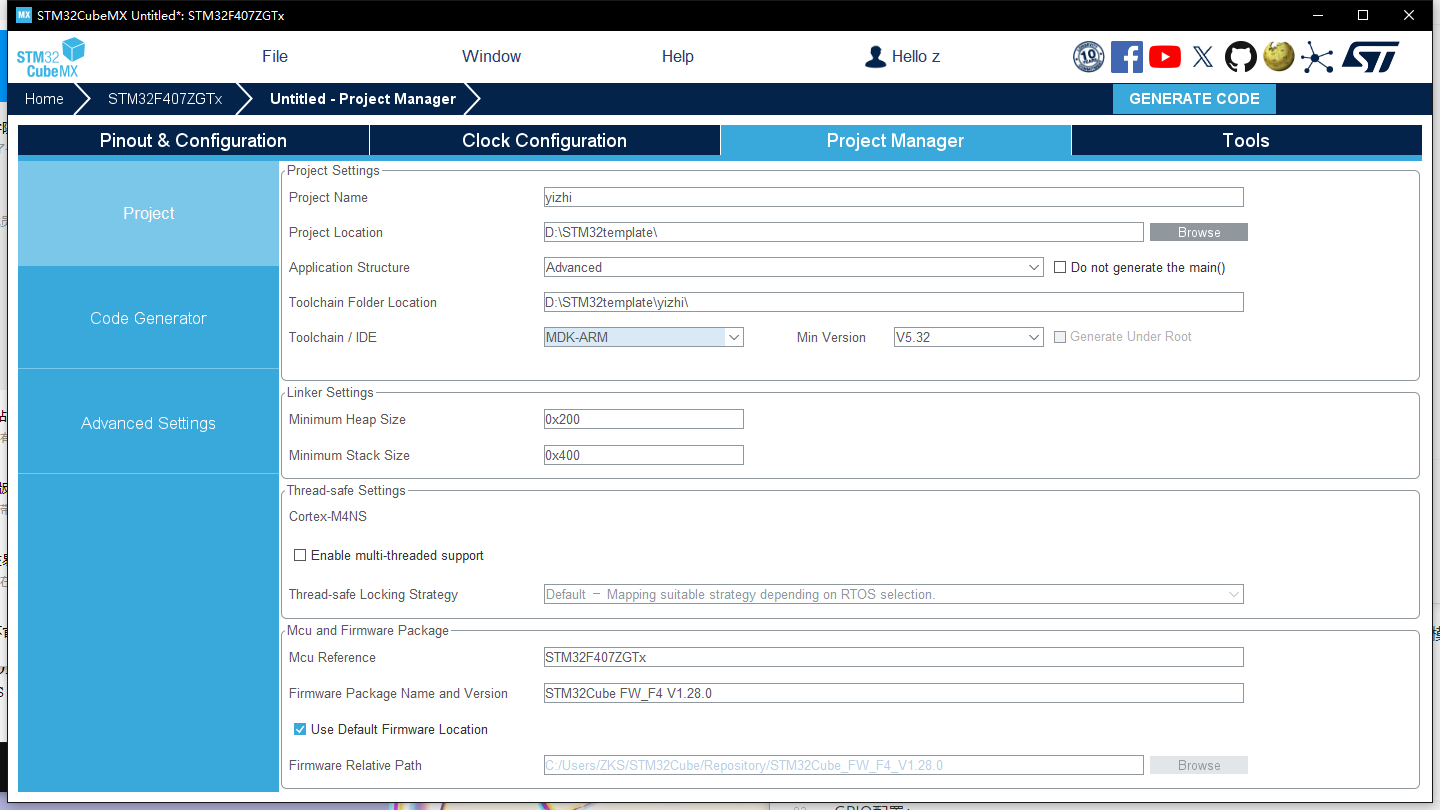 MX STM32CubeMX Untitled*: STM32F407ZGTx
STM32 CubeMX
File Window Help Hello z
10
Home STM32F407ZGTx Untitled - Project Manager GENERATE CODE
Pinout & Configuration Clock Configuration Project Manager Tools
Project
Code Generator
Advanced Settings
Project Settings
Project Name yizhi
Project Location D:\STM32template\ Browse
Application Structure Advanced Do not generate the main()
Toolchain Folder Location D:\STM32template\yizhi\
Toolchain / IDE MDK-ARM Min Version V5.32 Generate Under Root
Linker Settings
Minimum Heap Size 0x200
Minimum Stack Size 0x400
Thread-safe Settings
Cortex-M4NS
Enable multi-threaded support
Thread-safe Locking Strategy Default － Mapping suitable strategy depending on RTOS selection.
Mcu and Firmware Package
Mcu Reference STM32F407ZGTx
Firmware Package Name and Version STM32Cube FW_F4 V1.28.0
Use Default Firmware Location
Firmware Relative Path C:/Users/ZKS/STM32Cube/Repository/STM32Cube_FW_F4_V1.28.0 Browse